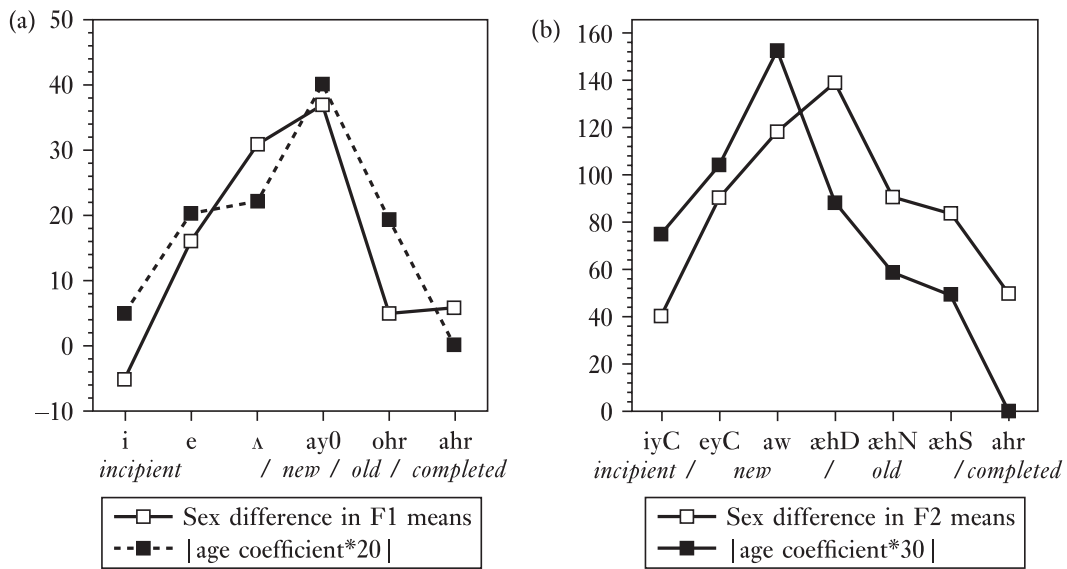 (a)
50
40
30
20
10
0
–10
i e ʌ ay0 ohr ahr
incipient / new / old / completed
Sex difference in F1 means
|age coefficient*20|
(b)
160
140
120
100
80
60
40
20
0
iyC eyC aw æhD æhN æhS ahr
incipient / new / old / completed
Sex difference in F2 means
|age coefficient*30|